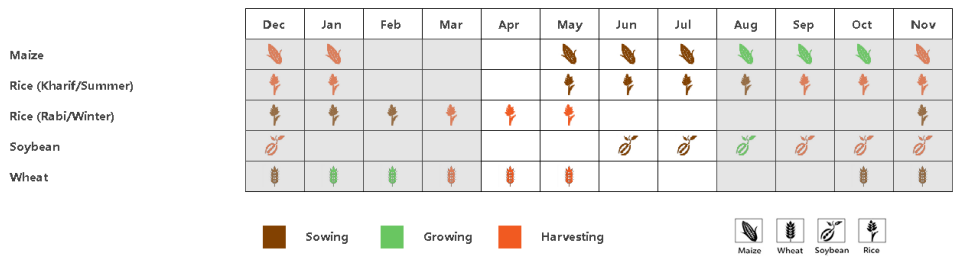 Dec Jan Feb Mar Apr May Jun Jul Aug Sep Oct Nov
Maize
Rice (Kharif/Summer)
Rice (Rabi/Winter)
Soybean
Wheat
Sowing Growing Harvesting
Maize Wheat Soybean Rice